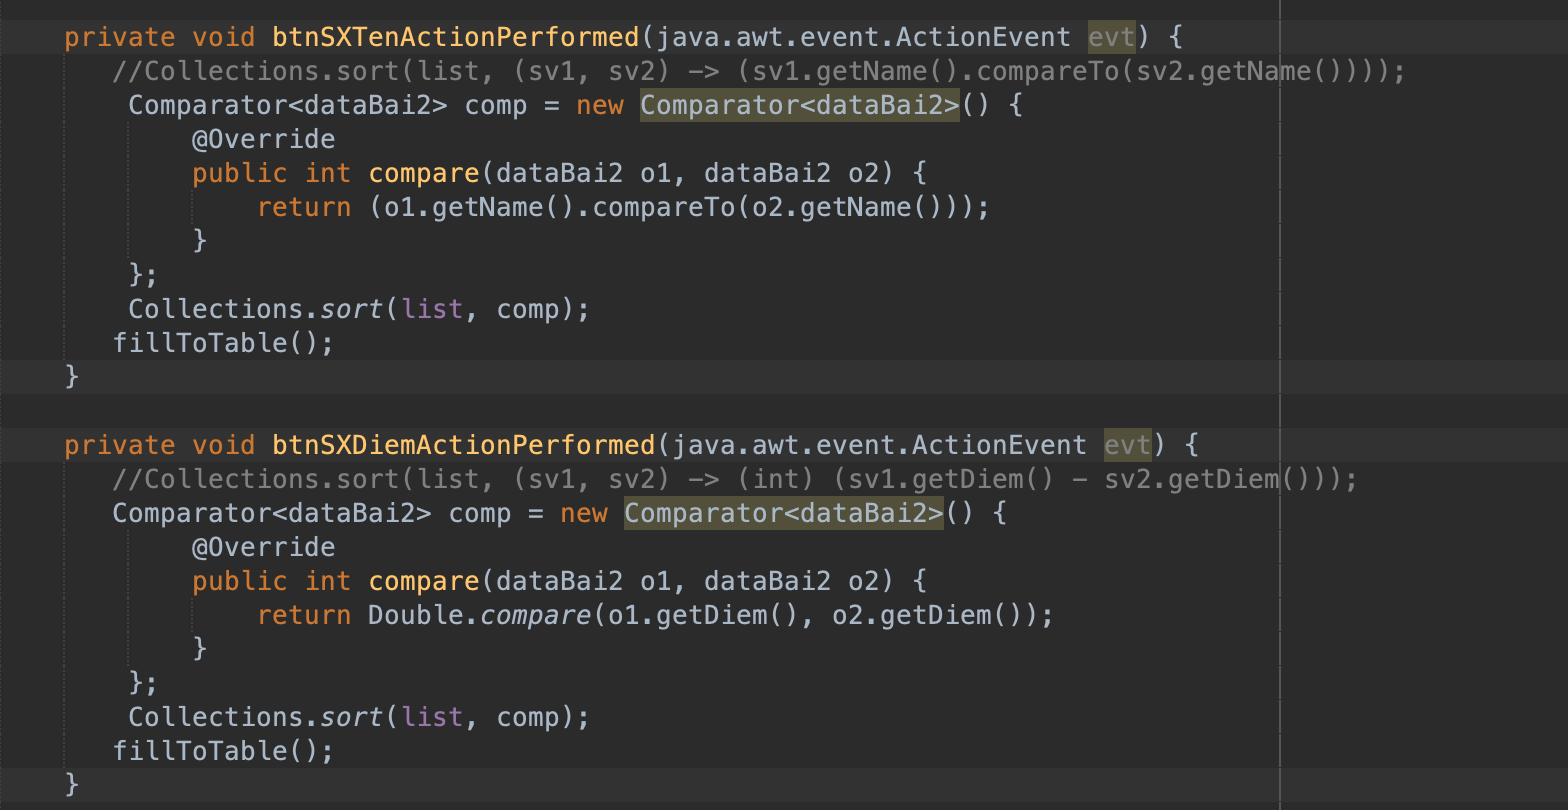 private void btnSXTenActionPerformed(java.awt.event.ActionEvent evt) {
//Collections.sort(list, (sv1, sv2) -> (sv1.getName().compareTo(sv2.getName())));
Comparator<dataBai2> comp = new Comparator<dataBai2>() {
@Override
public int compare(dataBai2 o1, dataBai2 o2) {
return (o1.getName().compareTo(o2.getName()));
}
};
Collections.sort(list, comp);
fillToTable();
}
private void btnSXDiemActionPerformed(java.awt.event.ActionEvent evt) {
//Collections.sort(list, (sv1, sv2) -> (int) (sv1.getDiem() - sv2.getDiem()));
Comparator<dataBai2> comp = new Comparator<dataBai2>() {
@Override
public int compare(dataBai2 o1, dataBai2 o2) {
return Double.compare(o1.getDiem(), o2.getDiem());
}
};
Collections.sort(list, comp);
fillToTable();
}